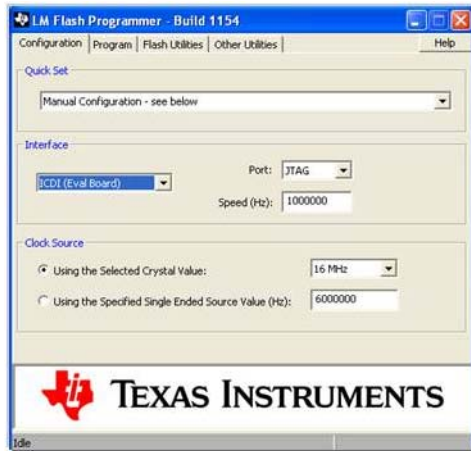 LM Flash Programmer - Build 1154
Configuration Program Flash Utilities Other Utilities Help
Quick Set
Manual Configuration - see below
Interface
ICDI (Eval Board)
Port: JTAG
Speed (Hz): 1000000
Clock Source
Using the Selected Crystal Value: 16 MHz
Using the Specified Single Ended Source Value (Hz): 6000000
TEXAS INSTRUMENTS
Idle